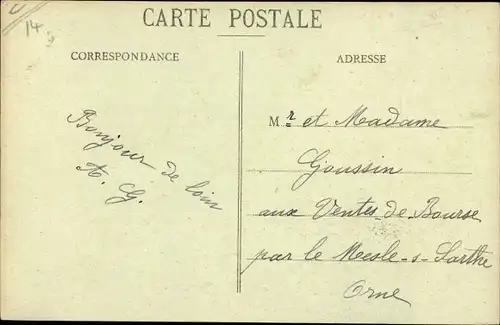 14
CARTE POSTALE
CORRESPONDANCE
Bonjour de loin
A. G.
ADRESSE
Mr et Madame
Goussin
aux Ventes de Bourse
par le Mesle-s-Sarthe
Orne